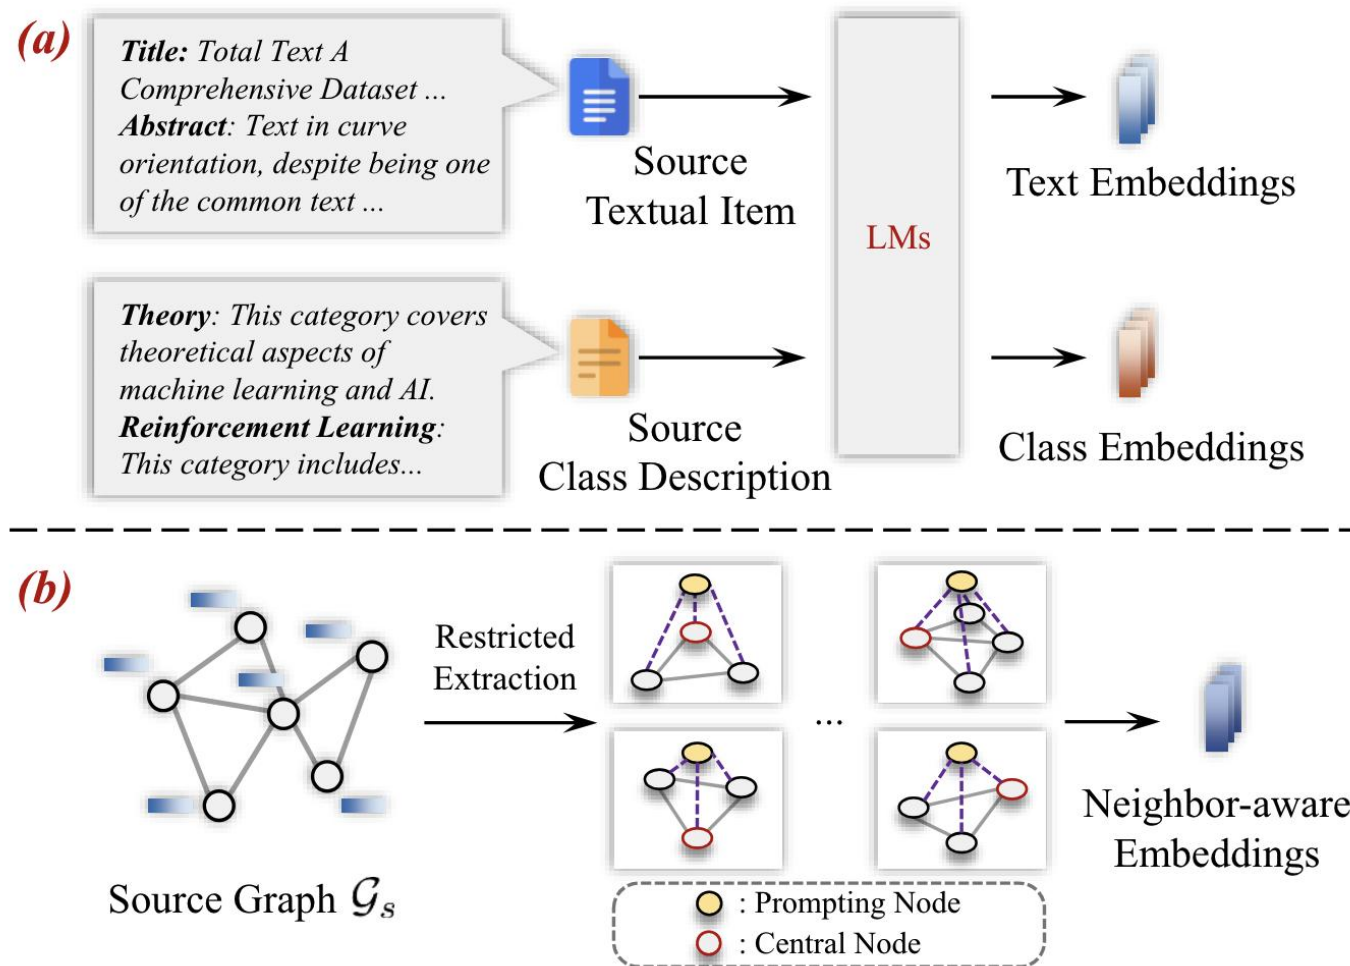 (a)
Title: Total Text A
Comprehensive Dataset ...
Abstract: Text in curve
orientation, despite being one
of the common text ...
Source
Textual Item
LMs
Text Embeddings
Theory: This category covers
theoretical aspects of
machine learning and AI.
Reinforcement Learning:
This category includes...
Source
Class Description
Class Embeddings
(b)
Restricted
Extraction
...
Source Graph 𝒢ₛ
Neighbor-aware
Embeddings
: Prompting Node
: Central Node